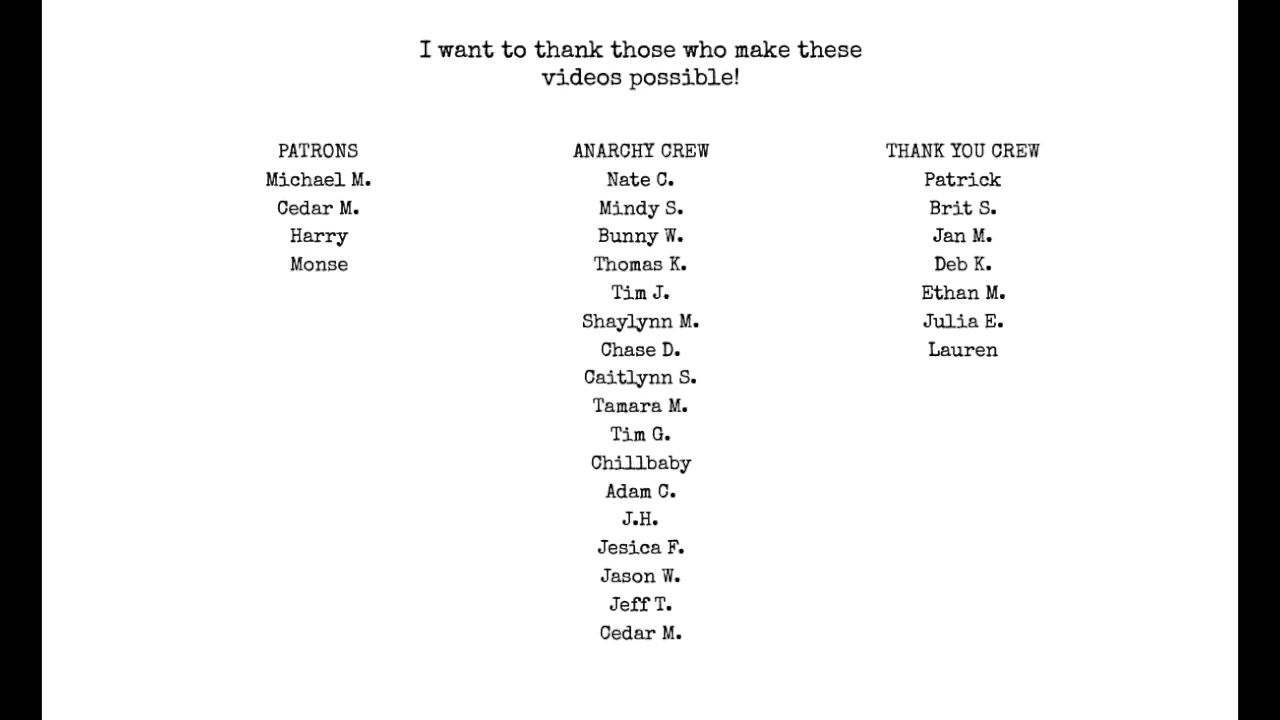 I want to thank those who make these
videos possible!
PATRONS
Michael M.
Cedar M.
Harry
Monse
ANARCHY CREW
Nate C.
Mindy S.
Bunny W.
Thomas K.
Tim J.
Shaylynn M.
Chase D.
Caitlynn S.
Tamara M.
Tim G.
Chillbaby
Adam C.
J.H.
Jesica F.
Jason W.
Jeff T.
Cedar M.
THANK YOU CREW
Patrick
Brit S.
Jan M.
Deb K.
Ethan M.
Julia E.
Lauren